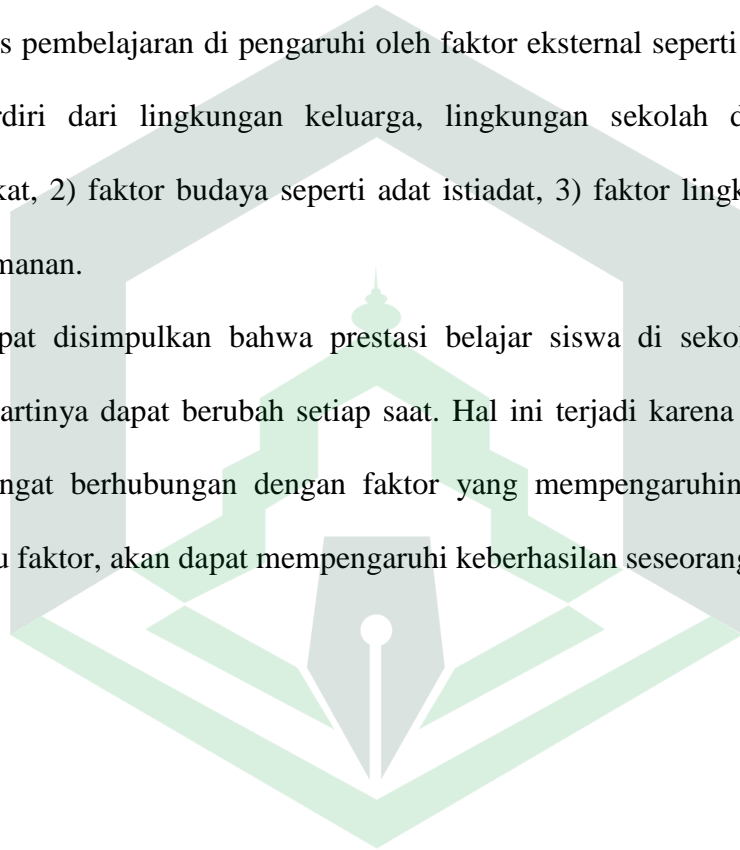 s pembelajaran di pengaruhi oleh faktor eksternal seperti
rdiri dari lingkungan keluarga, lingkungan sekolah d
kat, 2) faktor budaya seperti adat istiadat, 3) faktor lingk
manan.
pat disimpulkan bahwa prestasi belajar siswa di sekol
artinya dapat berubah setiap saat. Hal ini terjadi karena
ngat berhubungan dengan faktor yang mempengaruhin
u faktor, akan dapat mempengaruhi keberhasilan seseorang